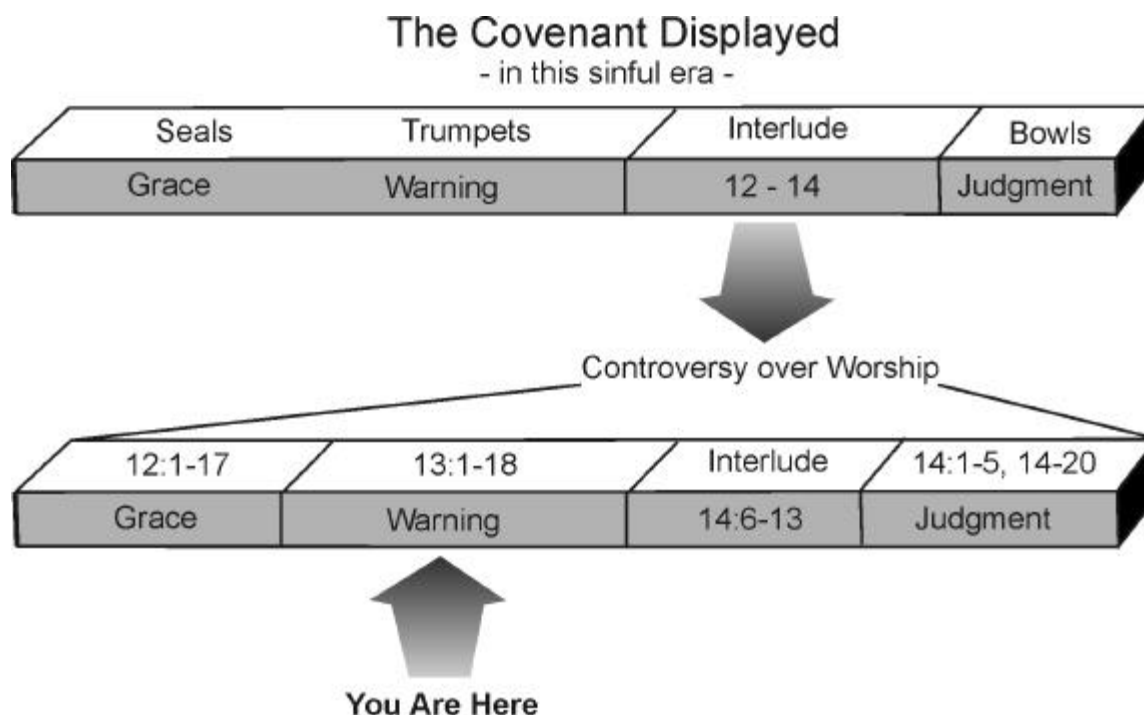 The Covenant Displayed
- in this sinful era -
Seals Trumpets Interlude Bowls
Grace Warning 12 - 14 Judgment
Controversy over Worship
12:1-17 13:1-18 Interlude 14:1-5, 14-20
Grace Warning 14:6-13 Judgment
You Are Here